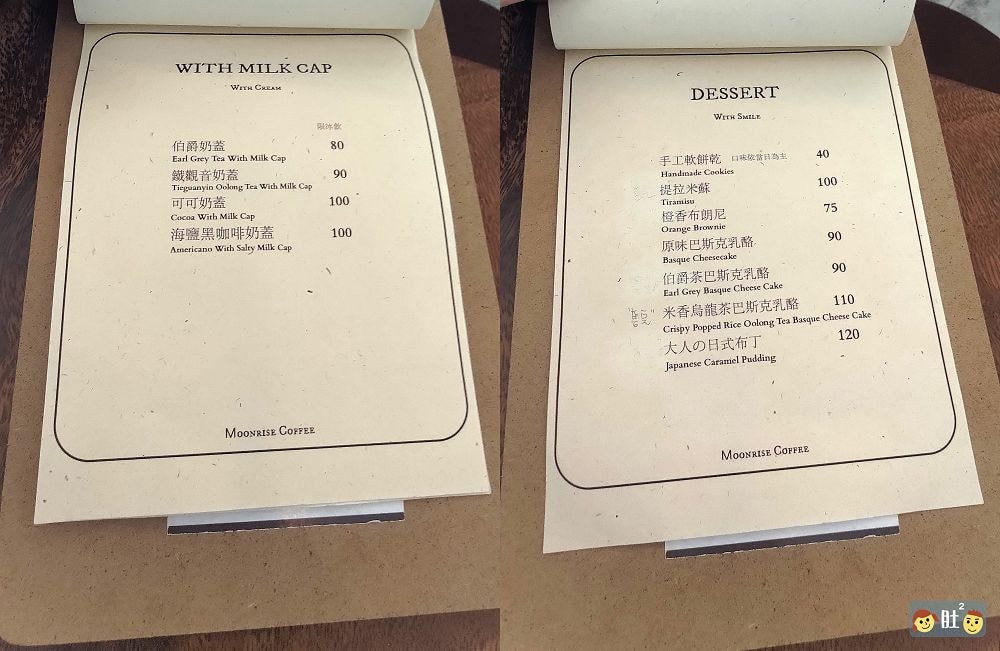 WITH MILK CAP
WITH CREAM
限冰飲
伯爵奶蓋 80
Earl Grey Tea With Milk Cap
鐵觀音奶蓋 90
Tieguanyin Oolong Tea With Milk Cap
可可奶蓋 100
Cocoa With Milk Cap
海鹽黑咖啡奶蓋 100
Americano With Salty Milk Cap
MOONRISE COFFEE
DESSERT
WITH SMILE
手工軟餅乾 口味依當日為主 40
Handmade Cookies
提拉米蘇 100
Tiramisu
橙香布朗尼 75
Orange Brownie
原味巴斯克乳酪 90
Basque Cheesecake
伯爵茶巴斯克乳酪 90
Earl Grey Basque Cheese Cake
米香烏龍茶巴斯克乳酪 110
Crispy Popped Rice Oolong Tea Basque Cheese Cake
大人の日式布丁 120
Japanese Caramel Pudding
MOONRISE COFFEE
肚2